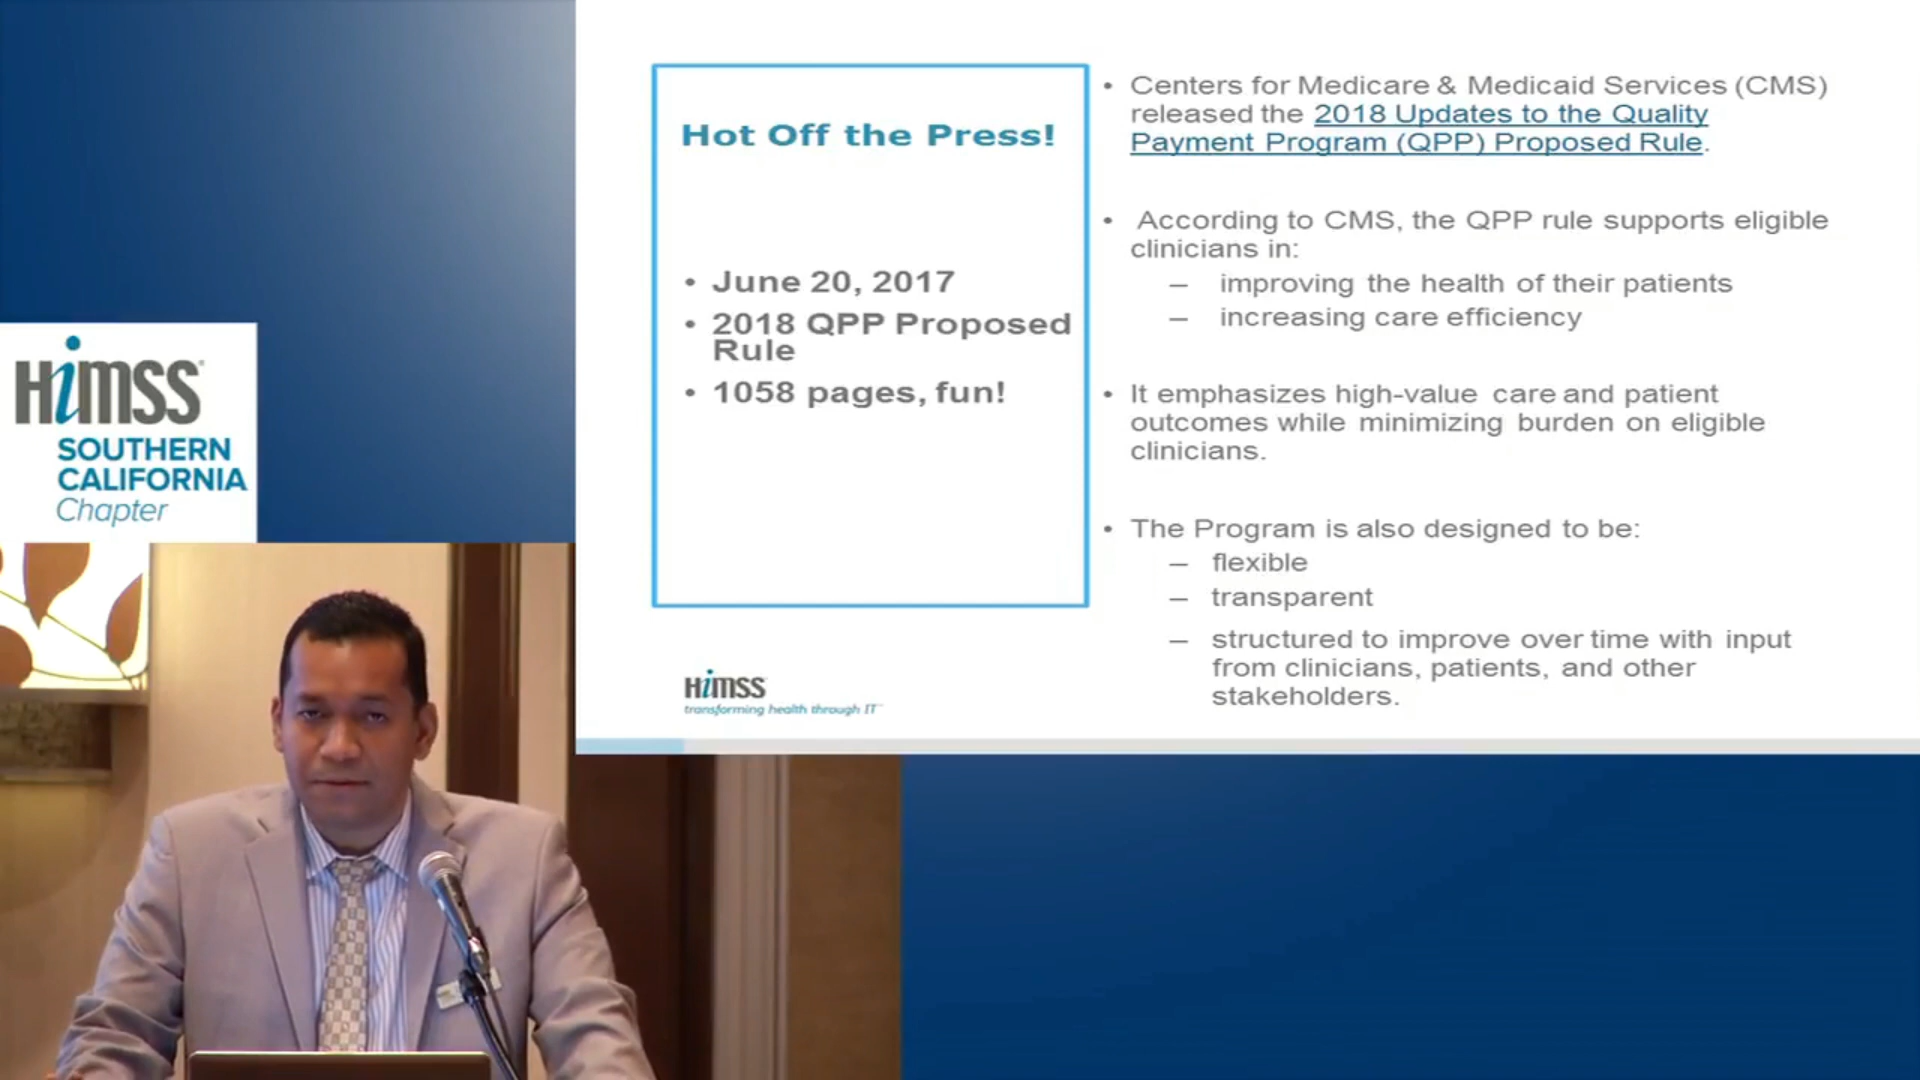 HiMSS
SOUTHERN
CALIFORNIA
Chapter
Hot Off the Press!
• June 20, 2017
• 2018 QPP Proposed
Rule
• 1058 pages, fun!
HiMSS
transforming health through IT™
• Centers for Medicare & Medicaid Services (CMS)
released the 2018 Updates to the Quality
Payment Program (QPP) Proposed Rule.
• According to CMS, the QPP rule supports eligible
clinicians in:
– improving the health of their patients
– increasing care efficiency
• It emphasizes high-value care and patient
outcomes while minimizing burden on eligible
clinicians.
• The Program is also designed to be:
– flexible
– transparent
– structured to improve over time with input
from clinicians, patients, and other
stakeholders.